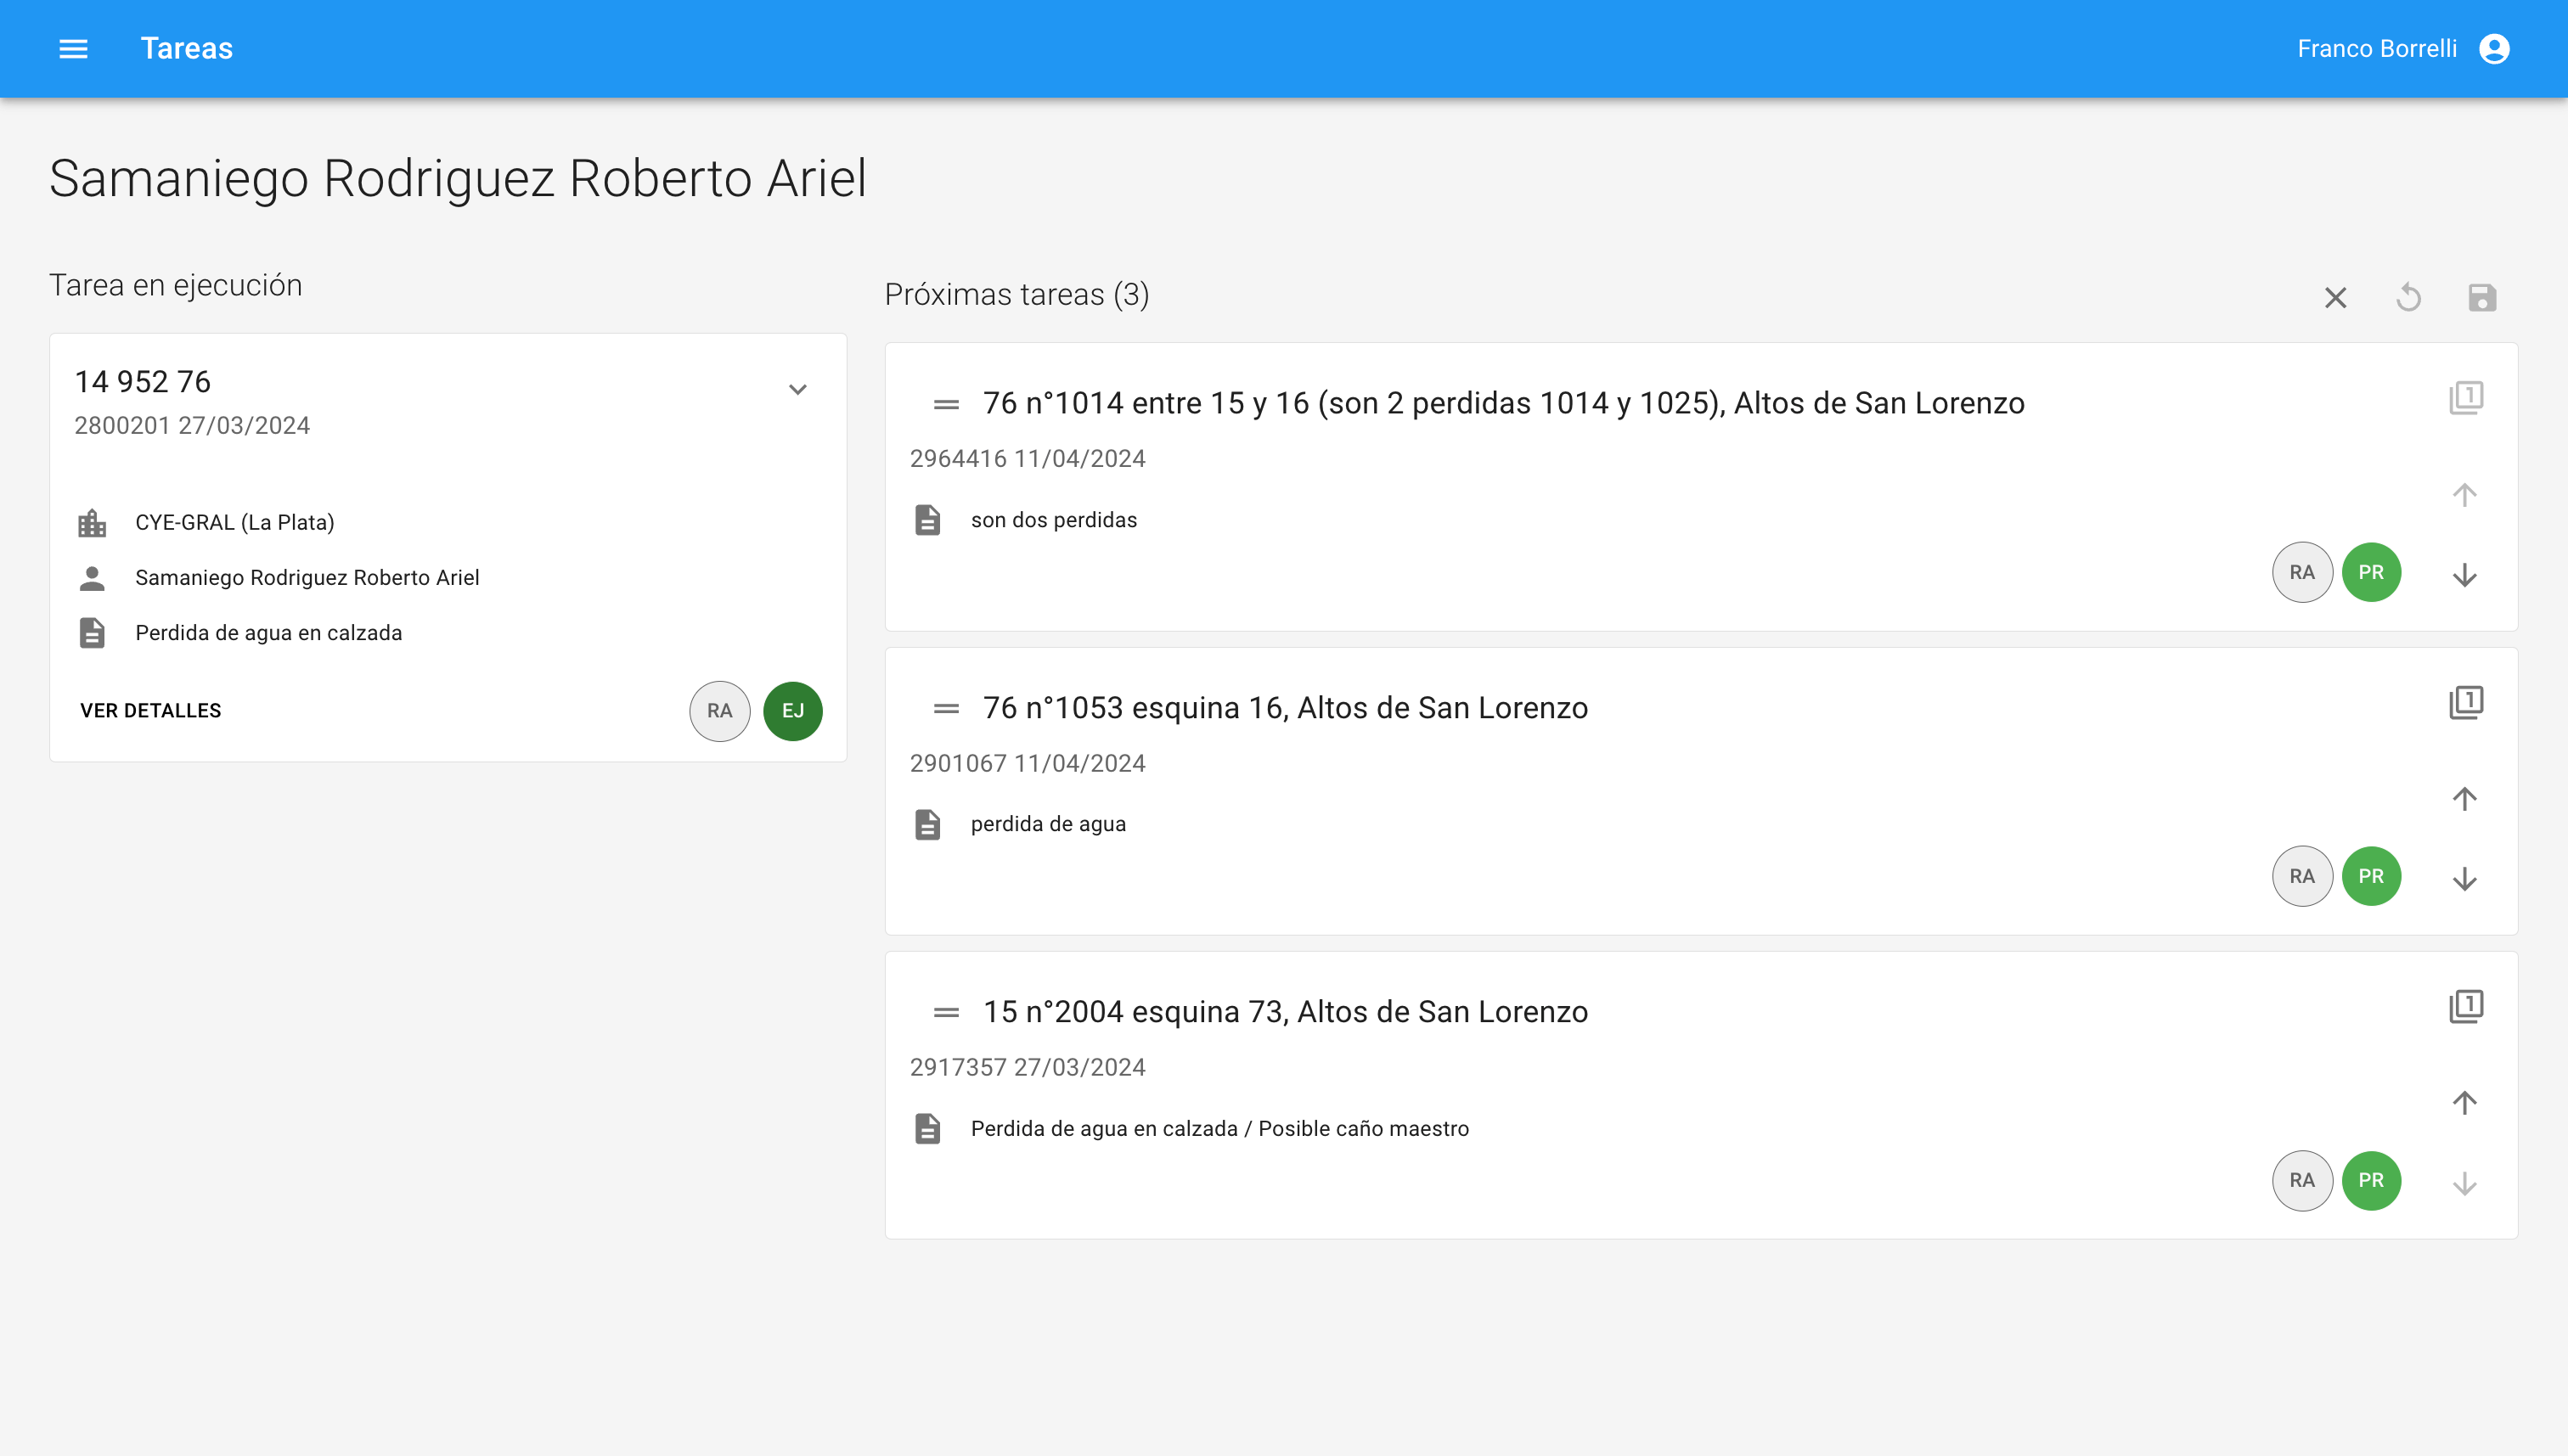 Tareas
Franco Borrelli
Samaniego Rodriguez Roberto Ariel
Tarea en ejecución
14 952 76
2800201 27/03/2024
CYE-GRAL (La Plata)
Samaniego Rodriguez Roberto Ariel
Perdida de agua en calzada
VER DETALLES
RA
EJ
Próximas tareas (3)
76 n°1014 entre 15 y 16 (son 2 perdidas 1014 y 1025), Altos de San Lorenzo
1
2964416 11/04/2024
son dos perdidas
RA
PR
76 n°1053 esquina 16, Altos de San Lorenzo
1
2901067 11/04/2024
perdida de agua
RA
PR
15 n°2004 esquina 73, Altos de San Lorenzo
1
2917357 27/03/2024
Perdida de agua en calzada / Posible caño maestro
RA
PR